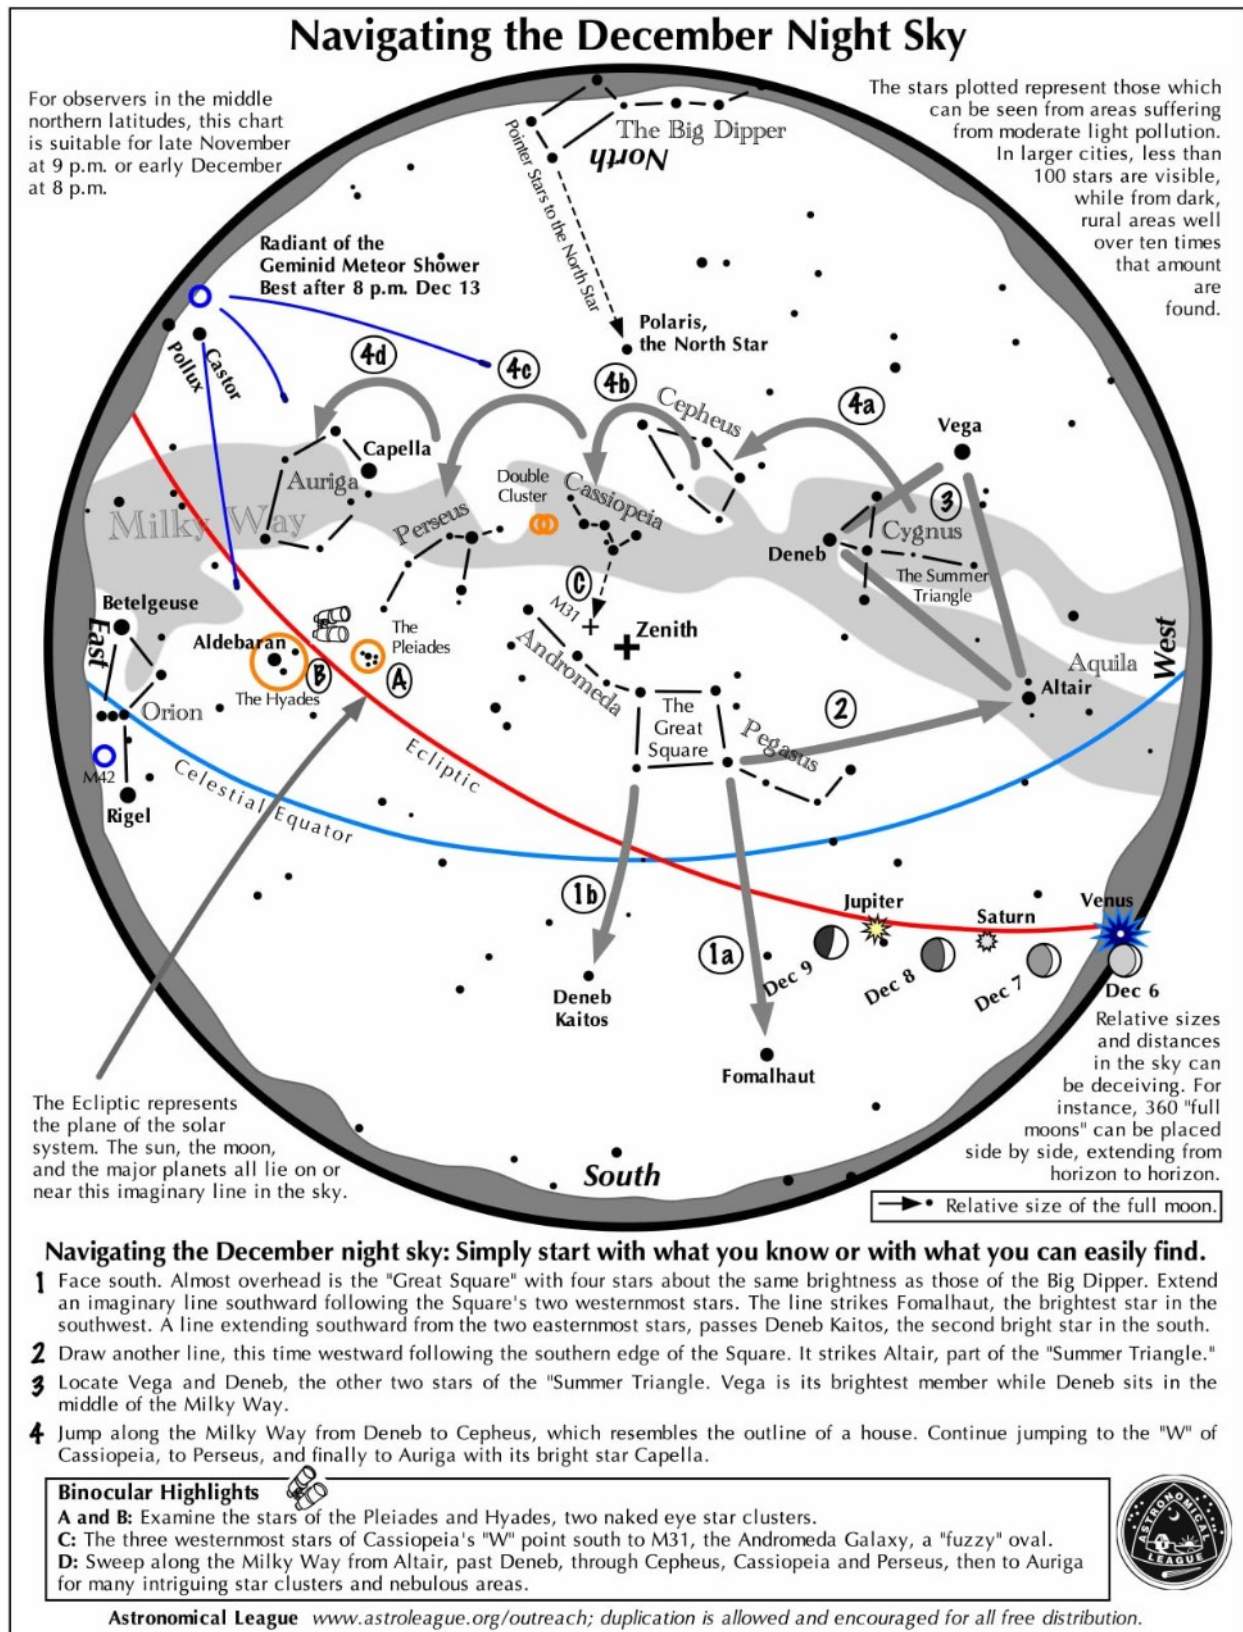 Navigating the December Night Sky
For observers in the middle
northern latitudes, this chart
is suitable for late November
at 9 p.m. or early December
at 8 p.m.
The stars plotted represent those which
can be seen from areas suffering
from moderate light pollution.
In larger cities, less than
100 stars are visible,
while from dark,
rural areas well
over ten times
that amount
are
found.
The Big Dipper
North
Pointer Stars to the North Star
Radiant of the
Geminid Meteor Shower
Best after 8 p.m. Dec 13
Polaris,
the North Star
Pollux
Castor
4d
4c
4b
4a
Cepheus
Vega
Capella
Auriga
Double
Cluster
Cassiopeia
3
Perseus
Milky Way
Cygnus
Deneb
The Summer
Triangle
C
M31
Betelgeuse
East
Aldebaran
B
The Hyades
The
Pleiades
A
Andromeda
Zenith
West
Aquila
Altair
Orion
The
Great
Square
2
Pegasus
M42
Rigel
Ecliptic
Celestial Equator
1b
Jupiter
Saturn
Venus
1a
Dec 9
Dec 8
Dec 7
Dec 6
Deneb
Kaitos
Fomalhaut
Relative sizes
and distances
in the sky can
be deceiving. For
instance, 360 "full
moons" can be placed
side by side, extending from
horizon to horizon.
The Ecliptic represents
the plane of the solar
system. The sun, the moon,
and the major planets all lie on or
near this imaginary line in the sky.
South
Relative size of the full moon.
Navigating the December night sky: Simply start with what you know or with what you can easily find.
1 Face south. Almost overhead is the "Great Square" with four stars about the same brightness as those of the Big Dipper. Extend
an imaginary line southward following the Square's two westernmost stars. The line strikes Fomalhaut, the brightest star in the
southwest. A line extending southward from the two easternmost stars, passes Deneb Kaitos, the second bright star in the south.
2 Draw another line, this time westward following the southern edge of the Square. It strikes Altair, part of the "Summer Triangle."
3 Locate Vega and Deneb, the other two stars of the "Summer Triangle. Vega is its brightest member while Deneb sits in the
middle of the Milky Way.
4 Jump along the Milky Way from Deneb to Cepheus, which resembles the outline of a house. Continue jumping to the "W" of
Cassiopeia, to Perseus, and finally to Auriga with its bright star Capella.
Binocular Highlights
A and B: Examine the stars of the Pleiades and Hyades, two naked eye star clusters.
C: The three westernmost stars of Cassiopeia's "W" point south to M31, the Andromeda Galaxy, a "fuzzy" oval.
D: Sweep along the Milky Way from Altair, past Deneb, through Cepheus, Cassiopeia and Perseus, then to Auriga
for many intriguing star clusters and nebulous areas.
ASTRONOMICAL
LEAGUE
Astronomical League www.astroleague.org/outreach; duplication is allowed and encouraged for all free distribution.